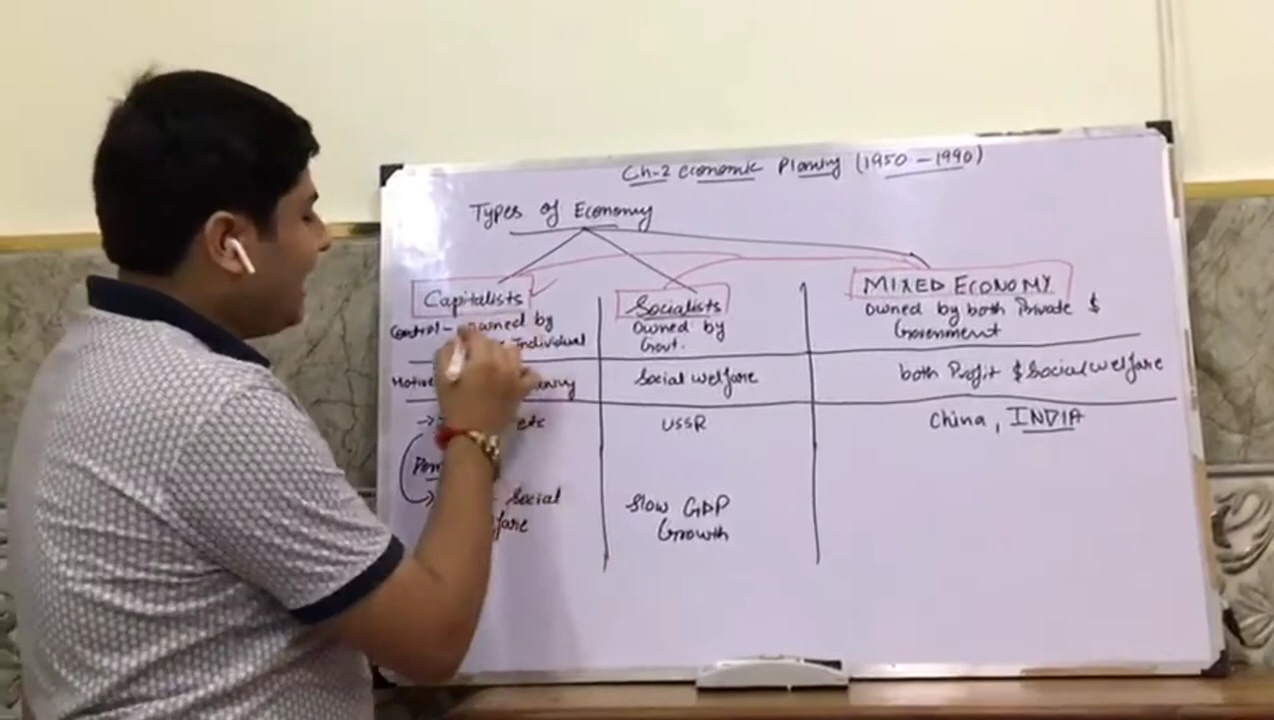 Ch-2 Economic Planing (1950-1990)
Types of Economy
Capitalists
Control - owned by
Individual
Motive
→ etc
→ Social
Socialists
Owned by
Govt.
Social welfare
USSR
Slow GDP
Growth
MIXED ECONOMY
Owned by both Private &
Government
both Profit & Social welfare
China, INDIA